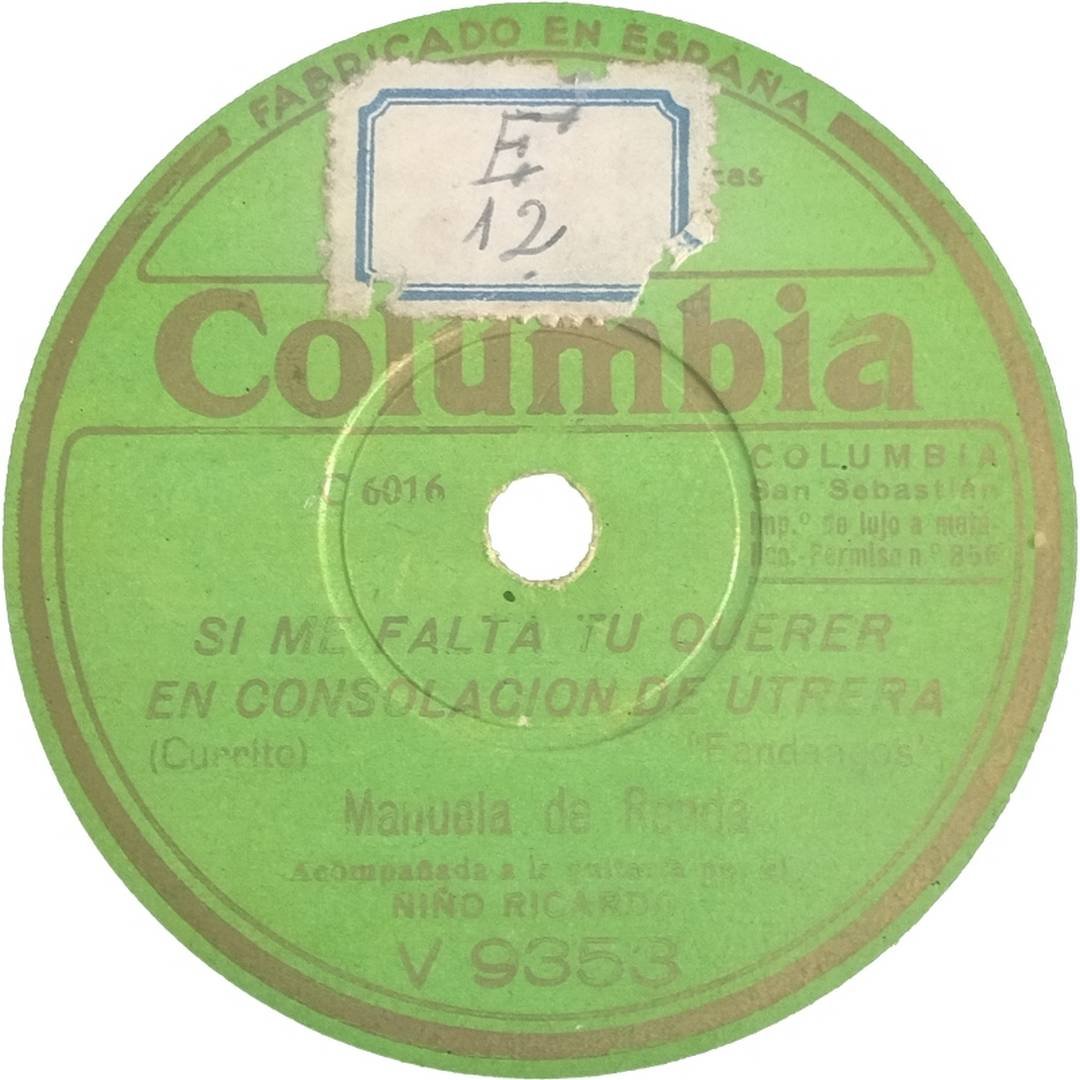 FABRICADO EN ESPAÑA
E
12
Columbia
C 6016
COLUMBIA
San Sebastián
Imp.º de lujo a metá-
lico. Permiso n.º 856
SI ME FALTA TU QUERER
EN CONSOLACION DE UTRERA
(Currito) "Fandangos"
Manuela de Ronda
Acompañada a la guitarra por el
NIÑO RICARDO
V 9353